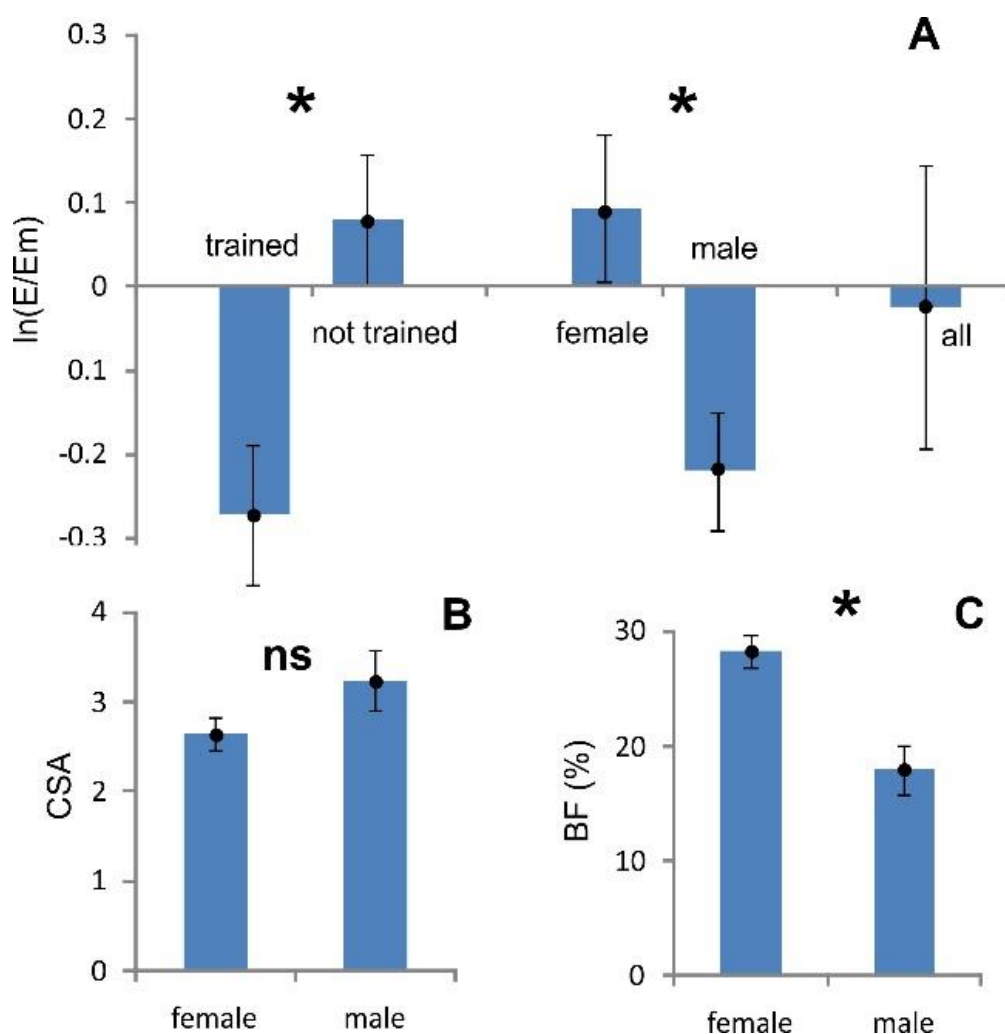 A
0.3
* *
0.2
0.1
trained male
0
not trained female all
0.1
-0.2
-0.3
ln(E/Em)
B
4
ns
3
2
1
0
CSA
female male
* C
30
20
10
0
BF (%)
female male